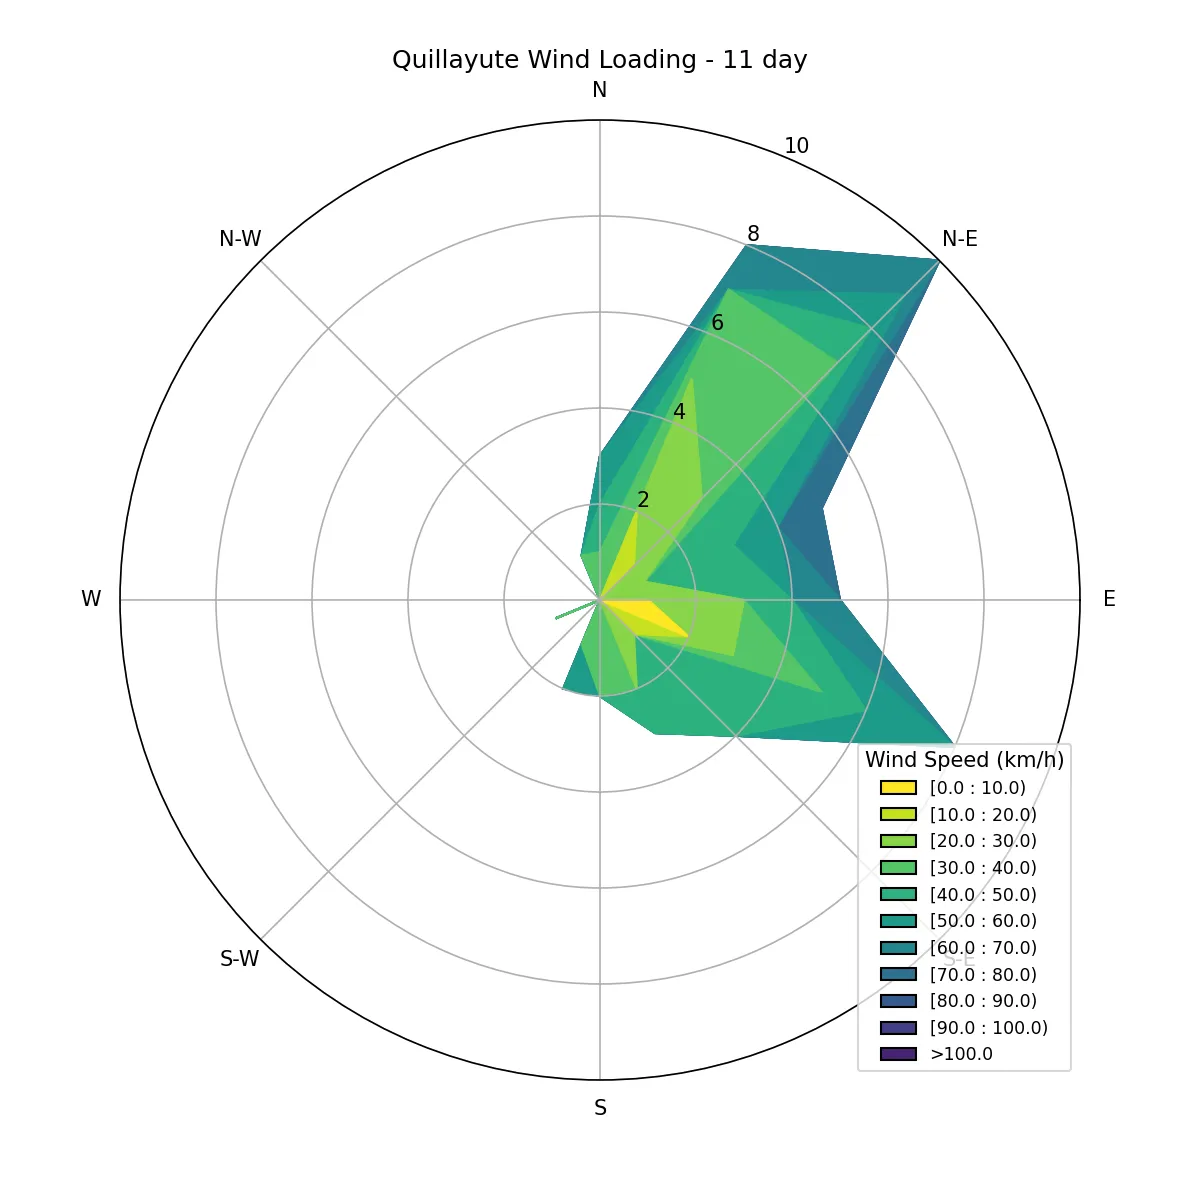 Quillayute Wind Loading - 11 day
N
10
N-W
8
N-E
6
4
2
W
E
Wind Speed (km/h)
[0.0 : 10.0)
[10.0 : 20.0)
[20.0 : 30.0)
[30.0 : 40.0)
[40.0 : 50.0)
[50.0 : 60.0)
[60.0 : 70.0)
[70.0 : 80.0)
[80.0 : 90.0)
[90.0 : 100.0)
>100.0
S-W
S-E
S